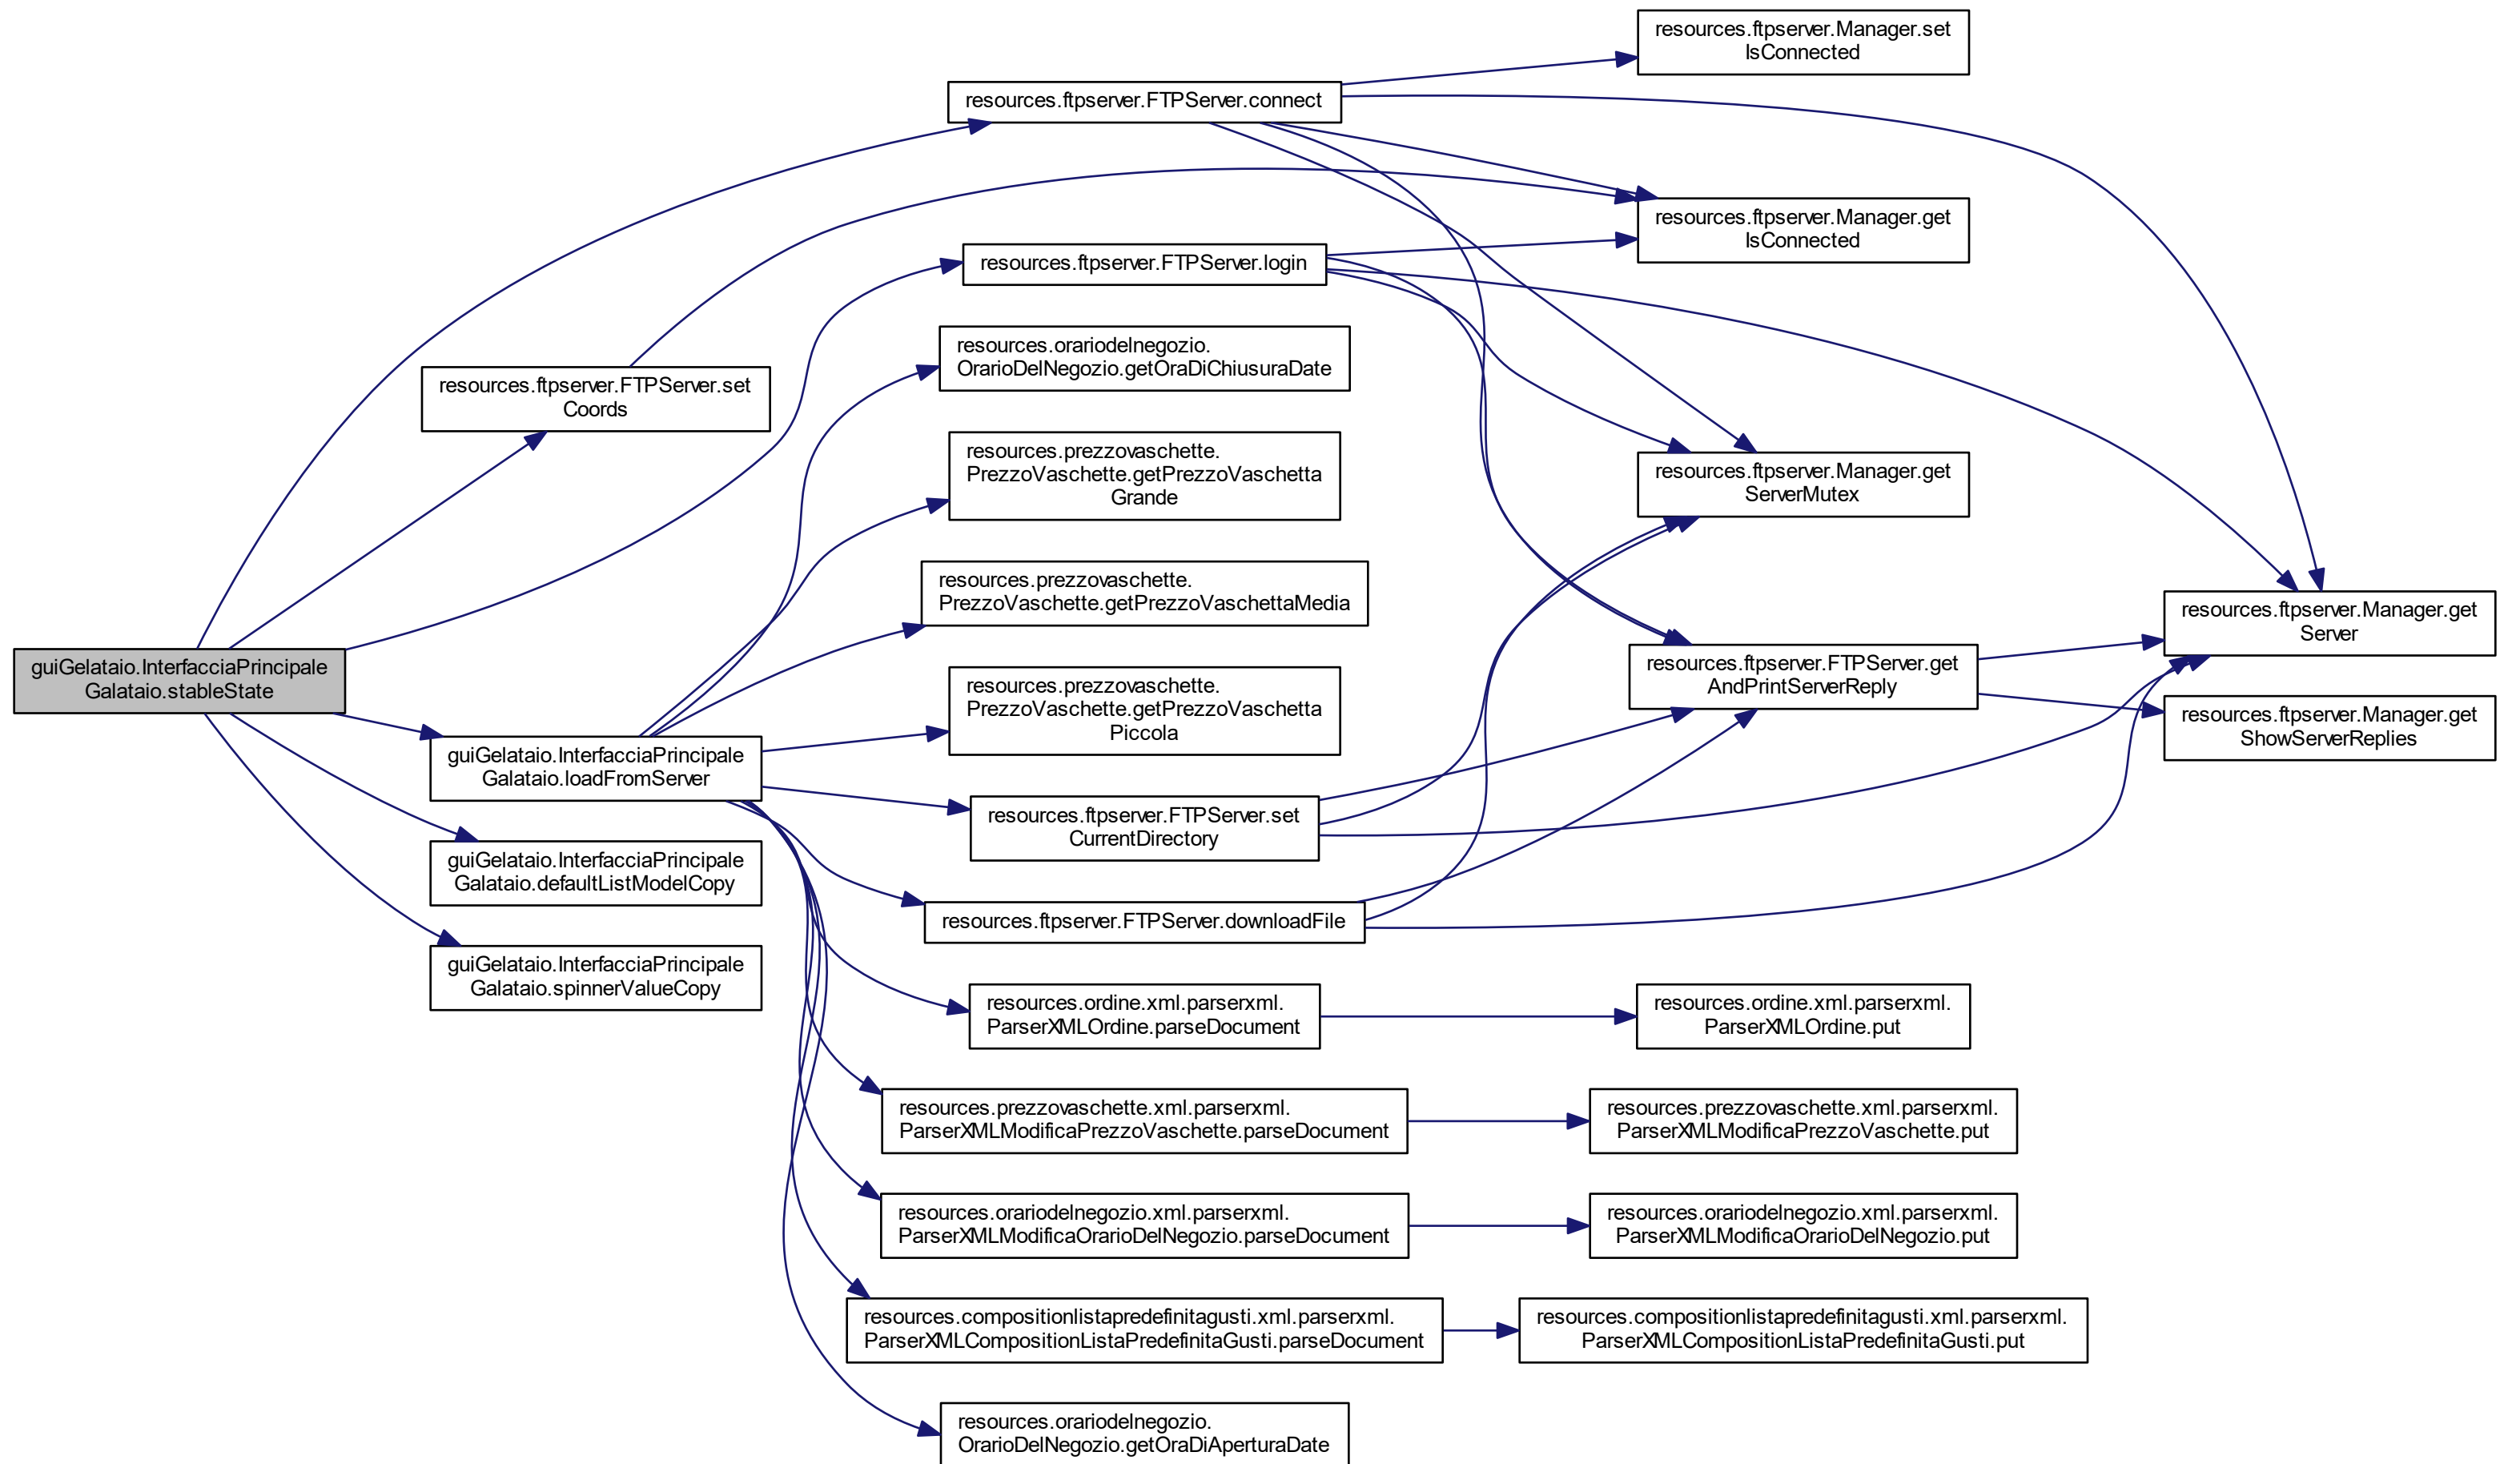 guiGelataio.InterfacciaPrincipale
Galataio.stableState
resources.ftpserver.FTPServer.set
Coords
guiGelataio.InterfacciaPrincipale
Galataio.loadFromServer
guiGelataio.InterfacciaPrincipale
Galataio.defaultListModelCopy
guiGelataio.InterfacciaPrincipale
Galataio.spinnerValueCopy
resources.ftpserver.FTPServer.connect
resources.ftpserver.FTPServer.login
resources.orariodelnegozio.
OrarioDelNegozio.getOraDiChiusuraDate
resources.prezzovaschette.
PrezzoVaschette.getPrezzoVaschetta
Grande
resources.prezzovaschette.
PrezzoVaschette.getPrezzoVaschettaMedia
resources.prezzovaschette.
PrezzoVaschette.getPrezzoVaschetta
Piccola
resources.ftpserver.FTPServer.set
CurrentDirectory
resources.ftpserver.FTPServer.downloadFile
resources.ordine.xml.parserxml.
ParserXMLOrdine.parseDocument
resources.prezzovaschette.xml.parserxml.
ParserXMLModificaPrezzoVaschette.parseDocument
resources.orariodelnegozio.xml.parserxml.
ParserXMLModificaOrarioDelNegozio.parseDocument
resources.compositionlistapredefinitagusti.xml.parserxml.
ParserXMLCompositionListaPredefinitaGusti.parseDocument
resources.orariodelnegozio.
OrarioDelNegozio.getOraDiAperturaDate
resources.ftpserver.Manager.set
IsConnected
resources.ftpserver.Manager.get
IsConnected
resources.ftpserver.Manager.get
ServerMutex
resources.ftpserver.FTPServer.get
AndPrintServerReply
resources.ordine.xml.parserxml.
ParserXMLOrdine.put
resources.prezzovaschette.xml.parserxml.
ParserXMLModificaPrezzoVaschette.put
resources.orariodelnegozio.xml.parserxml.
ParserXMLModificaOrarioDelNegozio.put
resources.compositionlistapredefinitagusti.xml.parserxml.
ParserXMLCompositionListaPredefinitaGusti.put
resources.ftpserver.Manager.get
Server
resources.ftpserver.Manager.get
ShowServerReplies